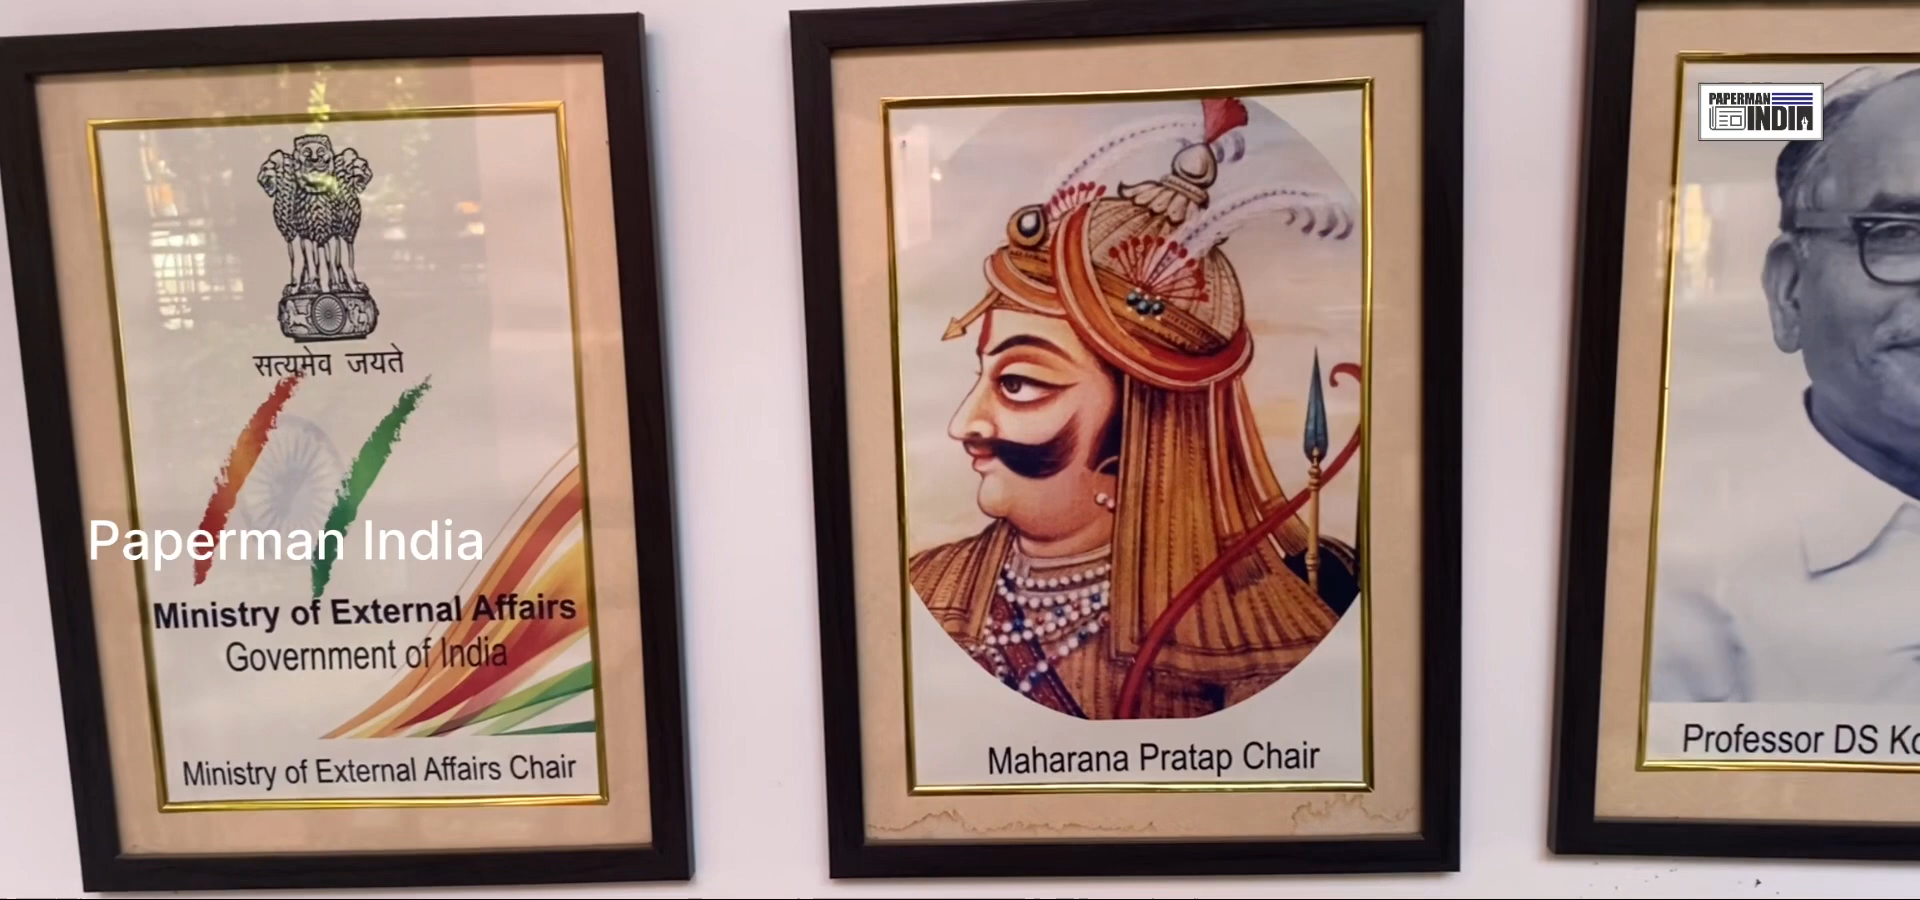 सत्यमेव जयते
Paperman India
Ministry of External Affairs
Government of India
Ministry of External Affairs Chair
Maharana Pratap Chair
PAPERMAN
INDIA
Professor DS